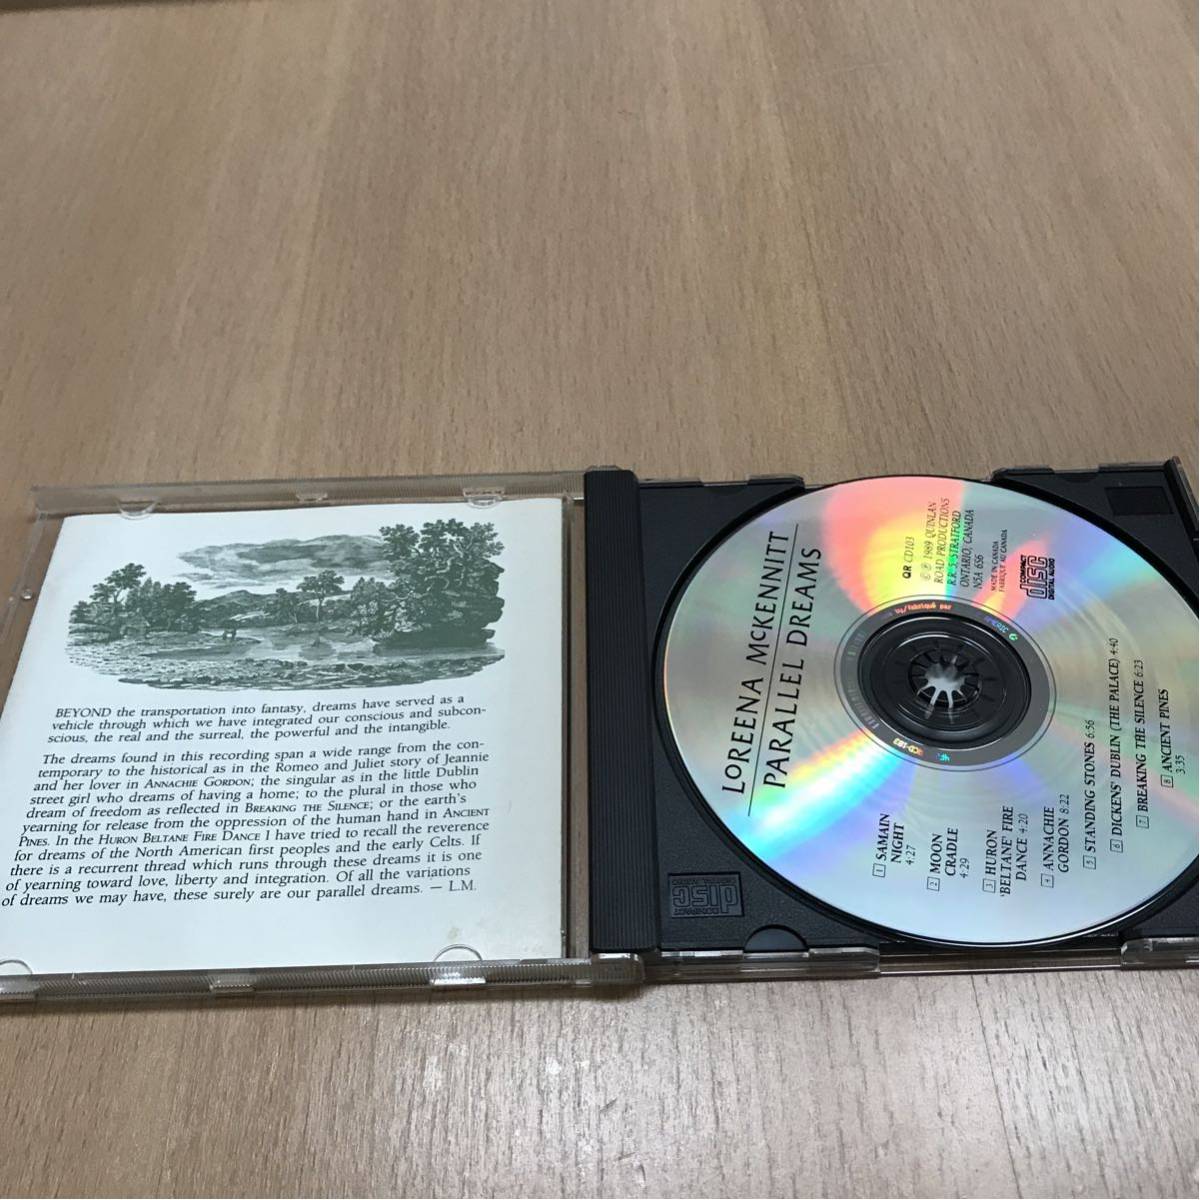 BEYOND the transportation into fantasy, dreams have served as a
vehicle through which we have integrated our conscious and subcon-
scious, the real and the surreal, the powerful and the intangible.
The dreams found in this recording span a wide range from the con-
temporary to the historical as in the Romeo and Juliet story of Jeannie
and her lover in ANNACHIE GORDON; the singular as in the little Dublin
street girl who dreams of having a home; to the plural in those who
dream of freedom as reflected in BREAKING THE SILENCE; or the earth's
yearning for release from the oppression of the human hand in ANCIENT
PINES. In the HURON BELTANE FIRE DANCE I have tried to recall the reverence
for dreams of the North American first peoples and the early Celts. If
there is a recurrent thread which runs through these dreams it is one
of yearning toward love, liberty and integration. Of all the variations
of dreams we may have, these surely are our parallel dreams. — L.M.
LOREENA McKENNITT
PARALLEL DREAMS
QR CD103
© ℗ 1989 QUINLAN
ROAD PRODUCTIONS
R.R. 5, STRATFORD
ONTARIO, CANADA
N5A 6S6
MADE IN CANADA
FABRIQUE AU CANADA
COMPACT
disc
DIGITAL AUDIO
1 SAMAIN
NIGHT
4:27
2 MOON
CRADLE
4:29
3 HURON
'BELTANE' FIRE
DANCE 4:20
4 ANNACHIE
GORDON 8:22
5 STANDING STONES 6:56
6 DICKENS' DUBLIN (THE PALACE) 4:40
7 BREAKING THE SILENCE 6:23
8 ANCIENT PINES
3:35
COMPACT
disc